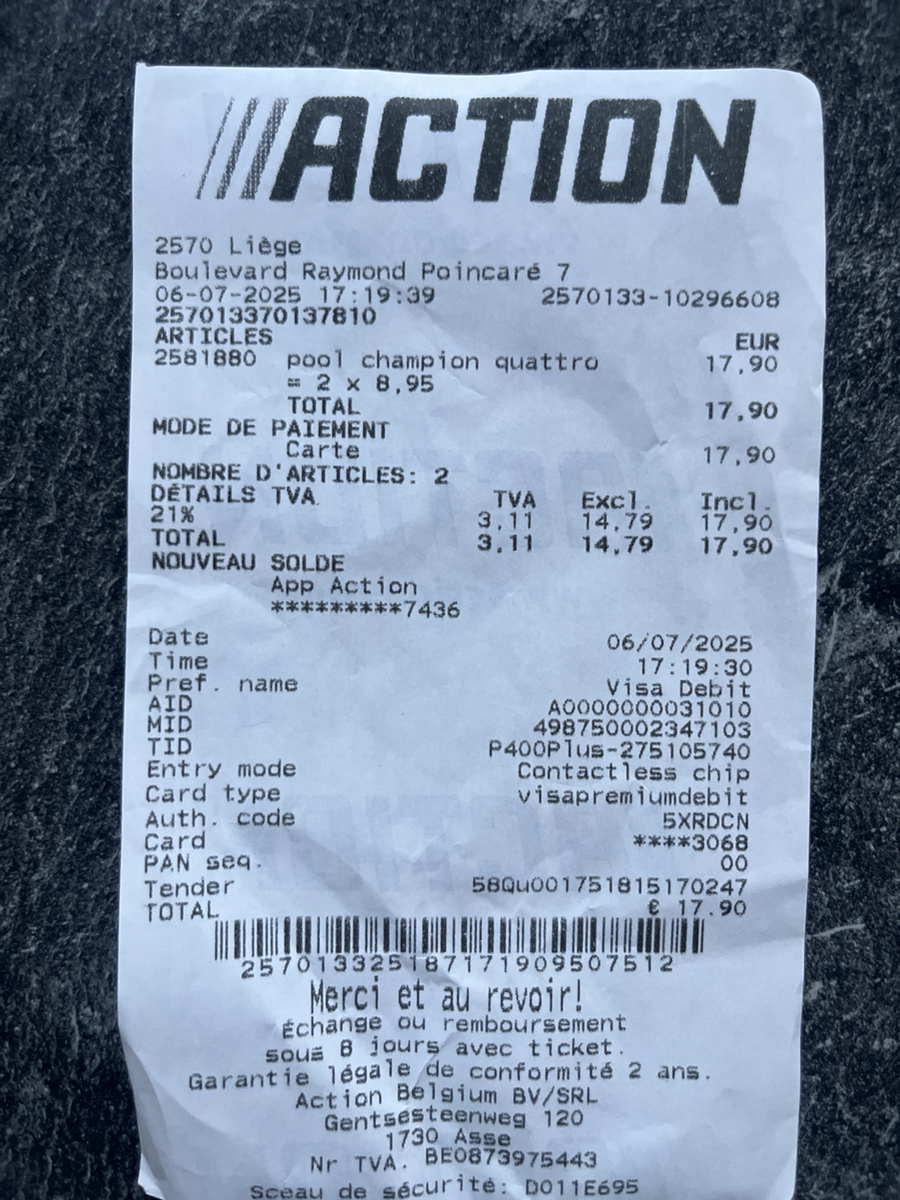 ACTION
2570 Liège
Boulevard Raymond Poincaré 7
06-07-2025 17:19:39 2570133-10296608
257013370137810
ARTICLES EUR
2581880 pool champion quattro 17,90
= 2 x 8,95
TOTAL 17,90
MODE DE PAIEMENT
Carte 17,90
NOMBRE D'ARTICLES: 2
DÉTAILS TVA TVA Excl. Incl.
21% 3,11 14,79 17,90
TOTAL 3,11 14,79 17,90
NOUVEAU SOLDE
App Action
*********7436
Date 06/07/2025
Time 17:19:30
Pref. name Visa Debit
AID A0000000031010
MID 498750002347103
TID P400Plus-275105740
Entry mode Contactless chip
Card type visapremiumdebit
Auth. code 5XRDCN
Card ****3068
PAN seq. 00
Tender 58Qu001751815170247
TOTAL € 17.90
257013325187171909507512
Merci et au revoir!
Échange ou remboursement
sous 8 jours avec ticket.
Garantie légale de conformité 2 ans.
Action Belgium BV/SRL
Gentsesteenweg 120
1730 Asse
Nr TVA. BE0873975443
Sceau de sécurité: D011E695